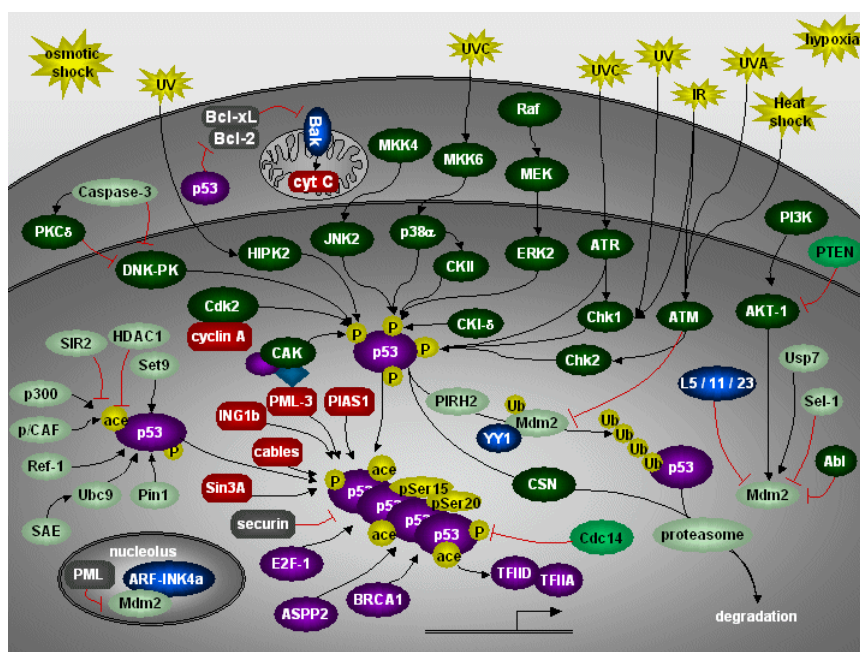 osmotic
shock
UV
UVC
UVC
UV
IR
UVA
hypoxia
Heat
shock
Bcl-xL
Bcl-2
Bak
cyt C
p53
Raf
MKK4
MKK6
MEK
Caspase-3
PKCδ
DNK-PK
HIPK2
JNK2
p38α
CKII
ERK2
ATR
PI3K
PTEN
Cdk2
cyclin A
CAK
P
P
P
P
p53
CKI-δ
Chk1
Chk2
ATM
AKT-1
Usp7
SIR2
HDAC1
Set9
p300
p/CAF
ace
p53
P
Ref-1
Ubc9
Pin1
SAE
PML-3
PIAS1
ING1b
cables
Sin3A
securin
PIRH2
Ub
Mdm2
YY1
Ub
Ub
Ub
p53
L5 / 11 / 23
Sel-1
Abl
Mdm2
CSN
proteasome
degradation
P
ace
pSer15
pSer20
p53
p53
p53
p53
P
ace
ace
Cdc14
E2F-1
ASPP2
BRCA1
TFIID
TFIIA
nucleolus
PML
ARF-INK4a
Mdm2